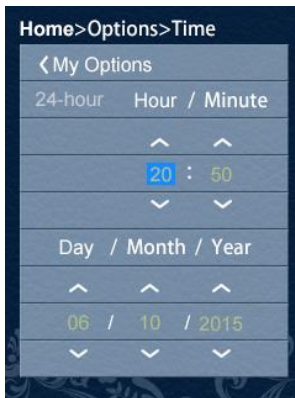 Home>Options>Time
My Options
24-hour Hour / Minute
20 : 50
Day / Month / Year
06 / 10 / 2015